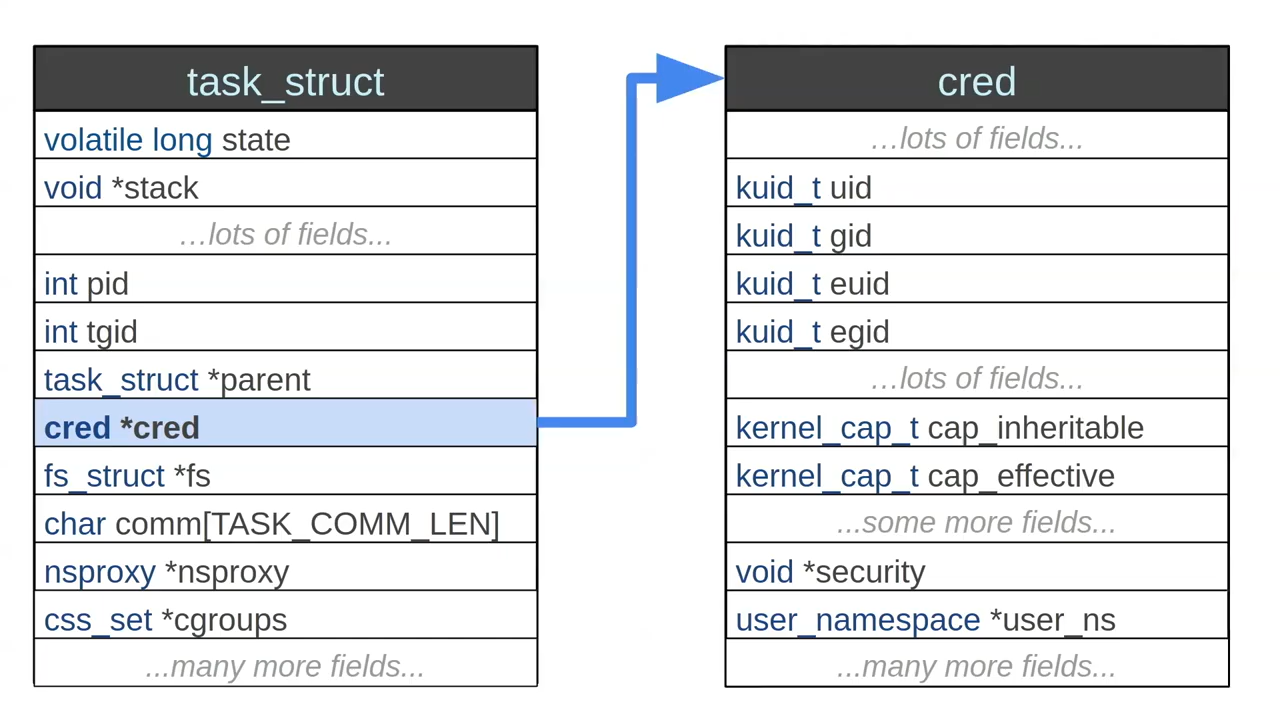 task_struct
volatile long state
void *stack
…lots of fields...
int pid
int tgid
task_struct *parent
cred *cred
fs_struct *fs
char comm[TASK_COMM_LEN]
nsproxy *nsproxy
css_set *cgroups
...many more fields...
cred
…lots of fields...
kuid_t uid
kuid_t gid
kuid_t euid
kuid_t egid
…lots of fields...
kernel_cap_t cap_inheritable
kernel_cap_t cap_effective
...some more fields...
void *security
user_namespace *user_ns
...many more fields...